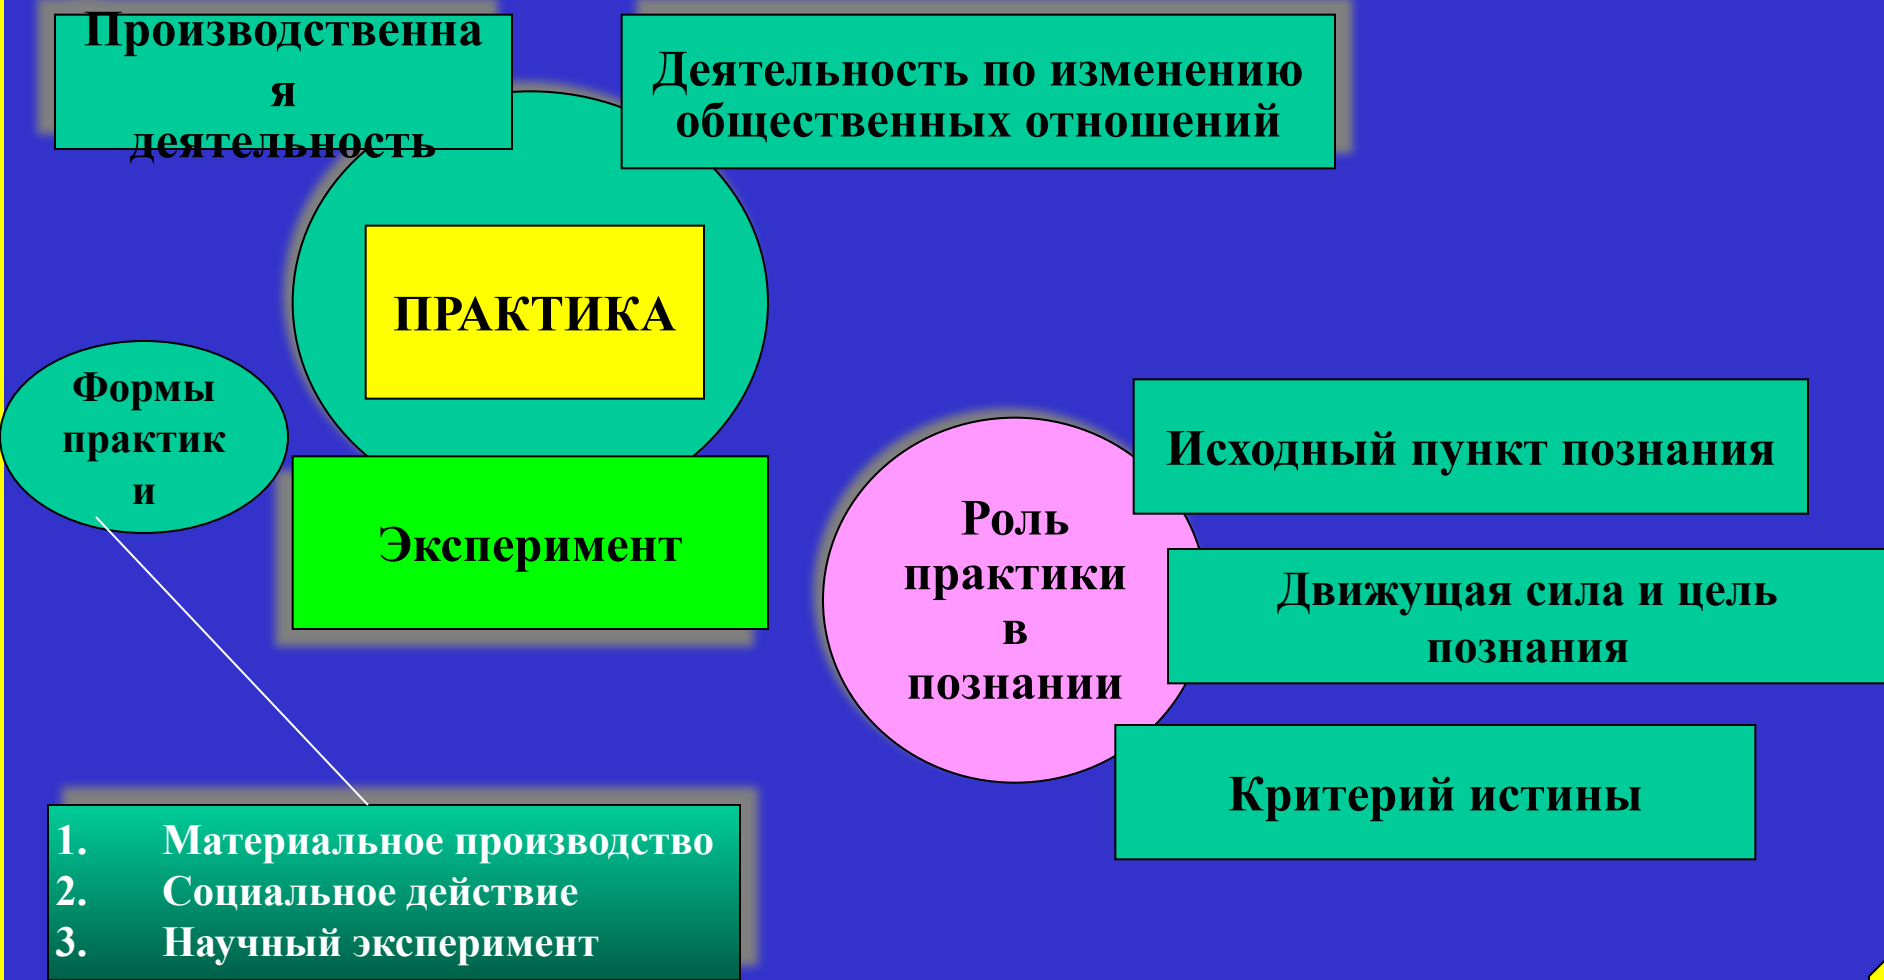 Производственна
я
деятельность
Деятельность по изменению
общественных отношений
ПРАКТИКА
Формы
практик
и
Эксперимент
Роль
практики
в
познании
Исходный пункт познания
Движущая сила и цель
познания
Критерий истины
1. Материальное производство
2. Социальное действие
3. Научный эксперимент